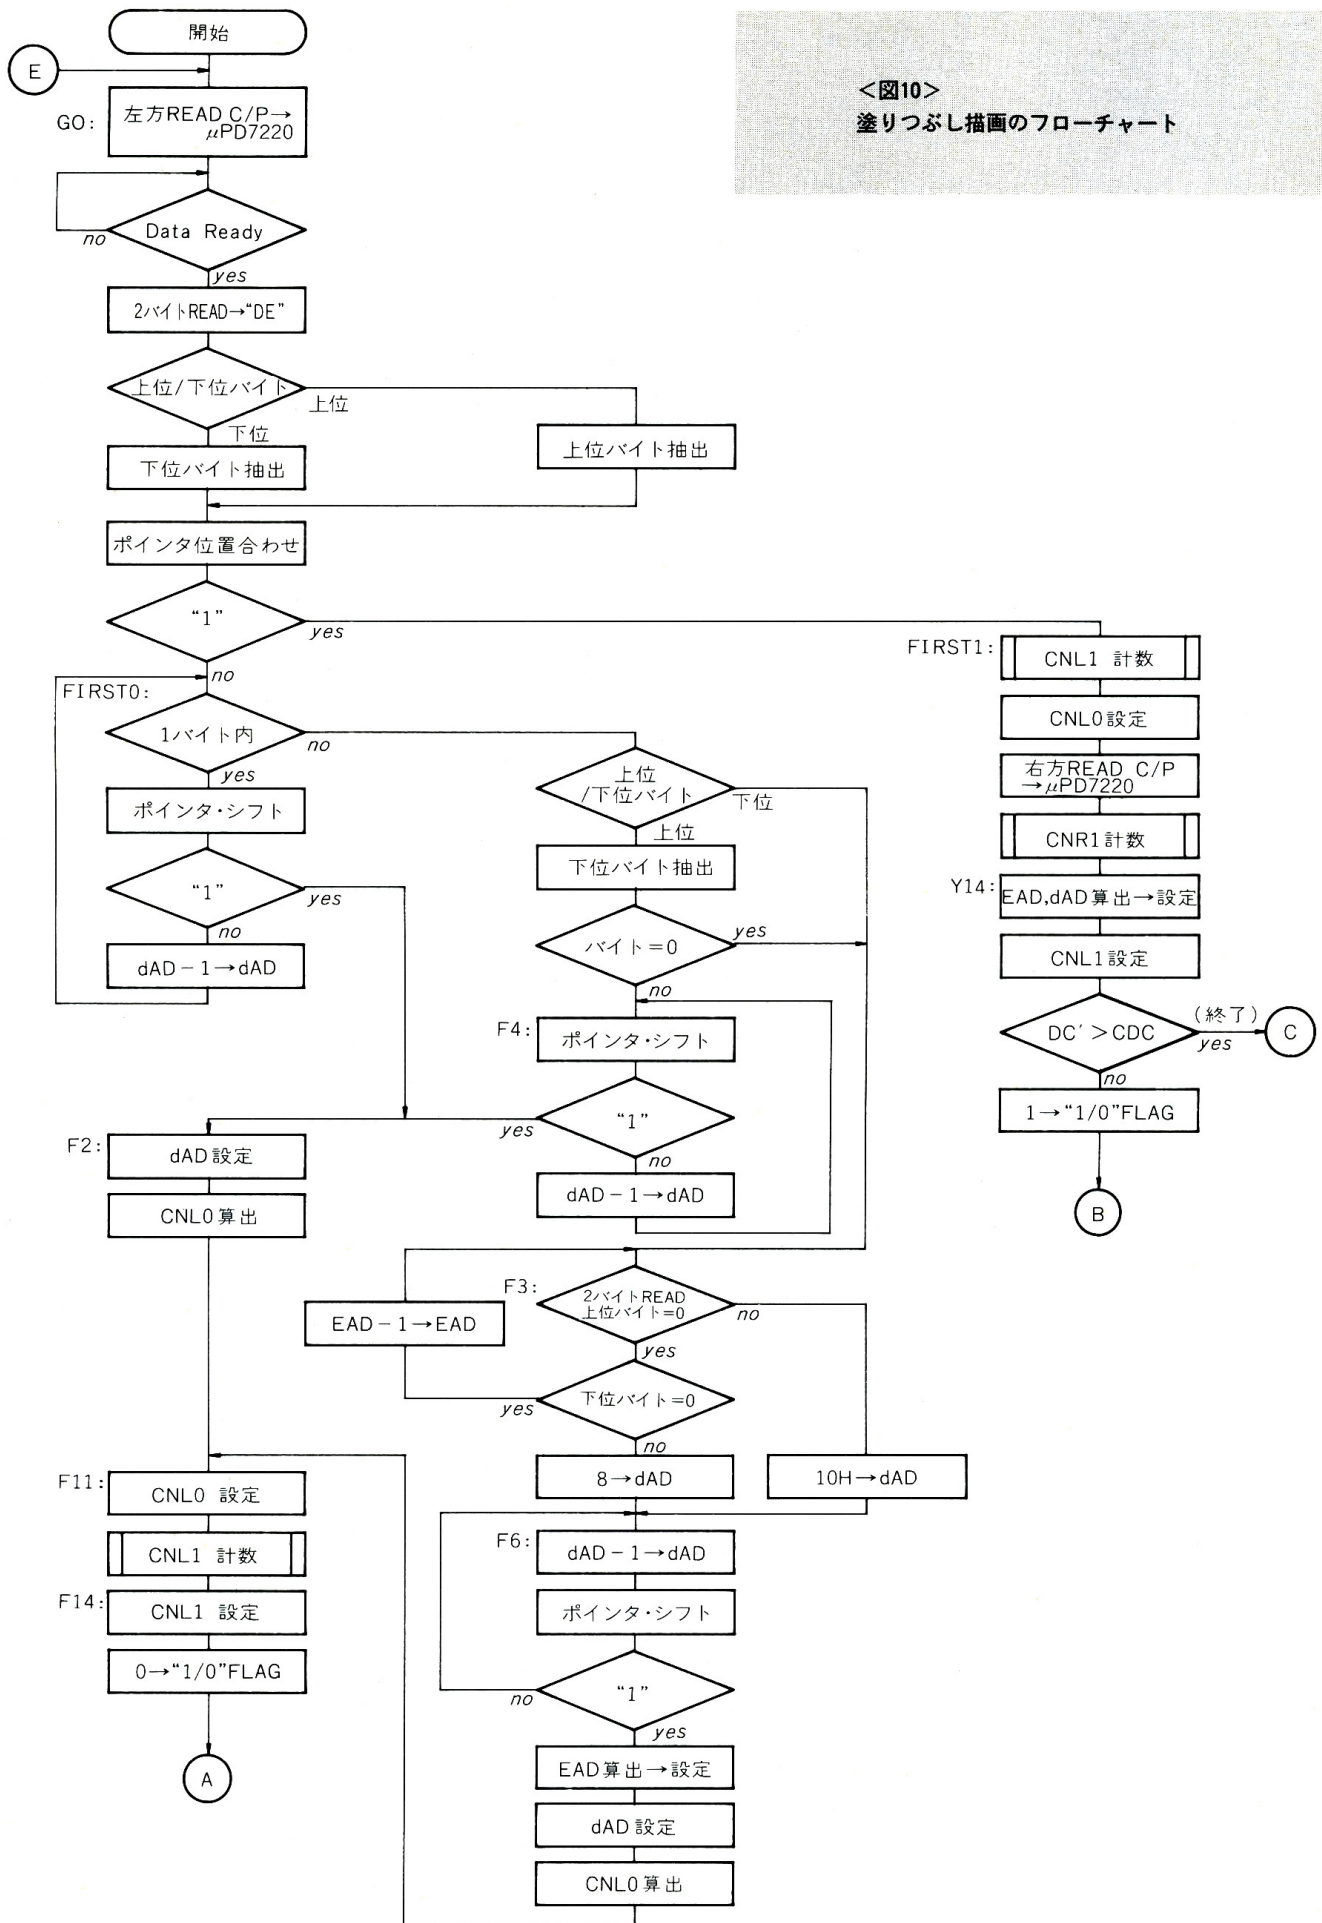 開始
E
<図10>
塗りつぶし描画のフローチャート
GO:
左方READ C/P→
μPD7220
Data Ready
no
yes
2バイトREAD→“DE”
上位/下位バイト
上位
下位
下位バイト抽出
上位バイト抽出
ポインタ位置合わせ
“1”
yes
no
FIRST0:
1バイト内
no
yes
ポインタ・シフト
“1”
yes
no
dAD－1→dAD
上位
/下位バイト
下位
上位
下位バイト抽出
バイト＝0
yes
no
F4:
ポインタ・シフト
“1”
yes
no
dAD－1→dAD
FIRST1:
CNL1 計数
CNL0設定
右方READ C/P
→μPD7220
CNR1計数
Y14:
EAD,dAD算出→設定
CNL1設定
DC′＞CDC
(終了)
yes
C
no
1→“1/0”FLAG
B
F2:
dAD設定
CNL0算出
EAD－1→EAD
F3:
2バイトREAD
上位バイト=0
no
yes
下位バイト=0
yes
no
8→dAD
10H→dAD
F11:
CNL0 設定
CNL1 計数
F14:
CNL1 設定
0→“1/0”FLAG
A
F6:
dAD－1→dAD
ポインタ・シフト
“1”
no
yes
EAD算出→設定
dAD設定
CNL0算出